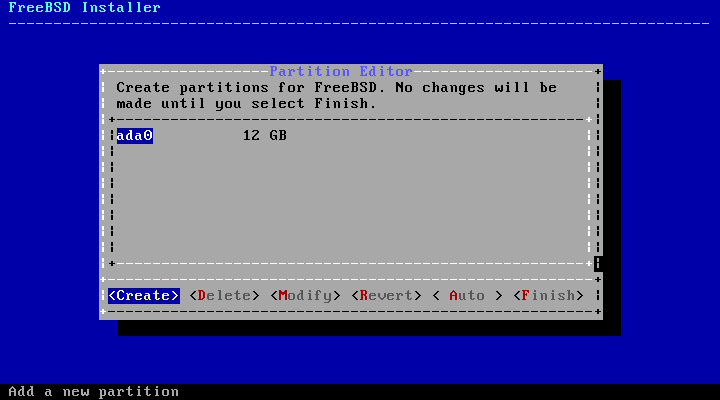 FreeBSD Installer
Partition Editor
Create partitions for FreeBSD. No changes will be
made until you select Finish.
ada0 12 GB
<Create> <Delete> <Modify> <Revert> < Auto > <Finish>
Add a new partition